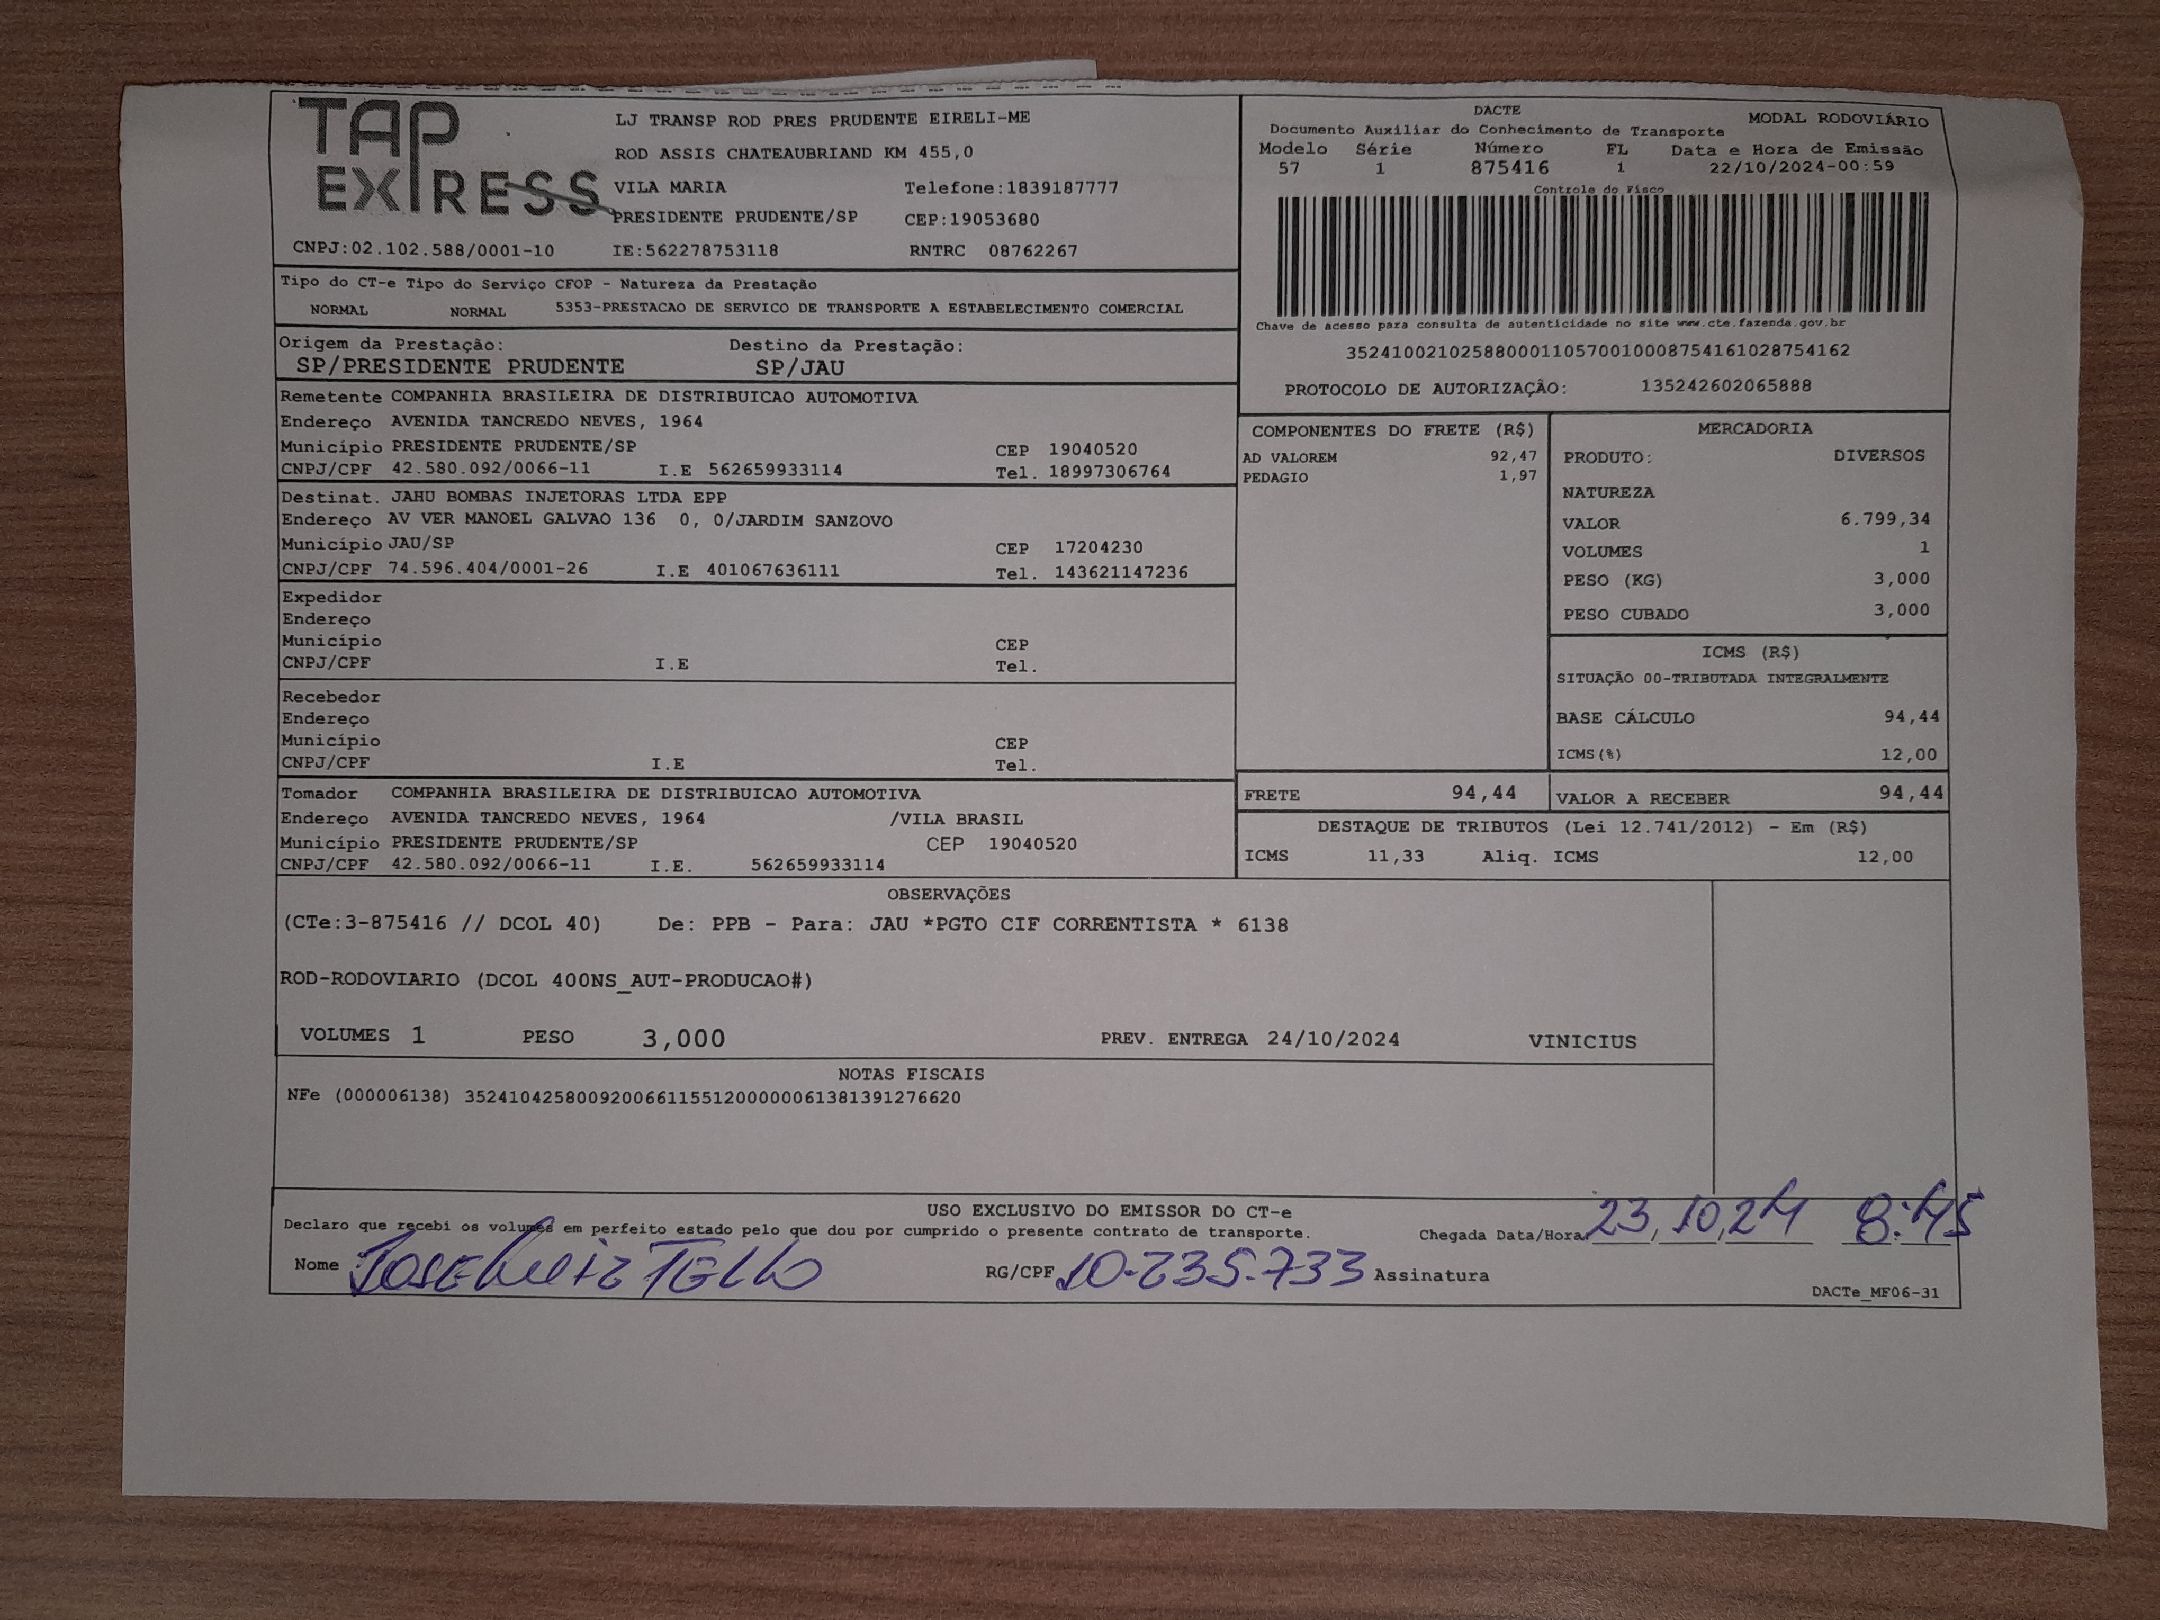 TAP
EXPRESS
LJ TRANSP ROD PRES PRUDENTE EIRELI-ME
ROD ASSIS CHATEAUBRIAND KM 455,0
VILA MARIA Telefone:1839187777
PRESIDENTE PRUDENTE/SP CEP:19053680
CNPJ:02.102.588/0001-10 IE:562278753118 RNTRC 08762267
DACTE MODAL RODOVIÁRIO
Documento Auxiliar do Conhecimento de Transporte
Modelo Série Número FL Data e Hora de Emissão
57 1 875416 1 22/10/2024-00:59
Controle do Fisco
Chave de acesso para consulta de autenticidade no site www.cte.fazenda.gov.br
35241002102588000110570010008754161028754162
PROTOCOLO DE AUTORIZAÇÃO: 135242602065888
Tipo do CT-e Tipo do Serviço CFOP - Natureza da Prestação
NORMAL NORMAL 5353-PRESTACAO DE SERVICO DE TRANSPORTE A ESTABELECIMENTO COMERCIAL
Origem da Prestação: Destino da Prestação:
SP/PRESIDENTE PRUDENTE SP/JAU
Remetente COMPANHIA BRASILEIRA DE DISTRIBUICAO AUTOMOTIVA
Endereço AVENIDA TANCREDO NEVES, 1964
Município PRESIDENTE PRUDENTE/SP CEP 19040520
CNPJ/CPF 42.580.092/0066-11 I.E 562659933114 Tel. 18997306764
Destinat. JAHU BOMBAS INJETORAS LTDA EPP
Endereço AV VER MANOEL GALVAO 136 0, 0/JARDIM SANZOVO
Município JAU/SP CEP 17204230
CNPJ/CPF 74.596.404/0001-26 I.E 401067636111 Tel. 143621147236
Expedidor
Endereço
Município CEP
CNPJ/CPF I.E Tel.
Recebedor
Endereço
Município CEP
CNPJ/CPF I.E Tel.
Tomador COMPANHIA BRASILEIRA DE DISTRIBUICAO AUTOMOTIVA
Endereço AVENIDA TANCREDO NEVES, 1964 /VILA BRASIL
Município PRESIDENTE PRUDENTE/SP CEP 19040520
CNPJ/CPF 42.580.092/0066-11 I.E. 562659933114
COMPONENTES DO FRETE (R$)
AD VALOREM 92,47
PEDAGIO 1,97
MERCADORIA
PRODUTO: DIVERSOS
NATUREZA
VALOR 6.799,34
VOLUMES 1
PESO (KG) 3,000
PESO CUBADO 3,000
ICMS (R$)
SITUAÇÃO 00-TRIBUTADA INTEGRALMENTE
BASE CÁLCULO 94,44
ICMS(%) 12,00
FRETE 94,44 VALOR A RECEBER 94,44
DESTAQUE DE TRIBUTOS (Lei 12.741/2012) - Em (R$)
ICMS 11,33 Aliq. ICMS 12,00
OBSERVAÇÕES
(CTe:3-875416 // DCOL 40) De: PPB - Para: JAU *PGTO CIF CORRENTISTA * 6138
ROD-RODOVIARIO (DCOL 400NS_AUT-PRODUCAO#)
VOLUMES 1 PESO 3,000 PREV. ENTREGA 24/10/2024 VINICIUS
NOTAS FISCAIS
NFe (000006138) 35241042580092006611551200000061381391276620
USO EXCLUSIVO DO EMISSOR DO CT-e
Declaro que recebi os volumes em perfeito estado pelo que dou por cumprido o presente contrato de transporte. Chegada Data/Hora 23,10,24 8:45
Nome JOSE Luiz TELLO RG/CPF 10-235-733 Assinatura
DACTe_MF06-31